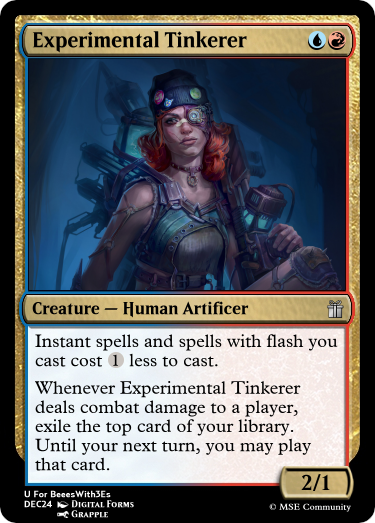 Experimental Tinkerer
Creature — Human Artificer
Instant spells and spells with flash you
cast cost 1 less to cast.
Whenever Experimental Tinkerer
deals combat damage to a player,
exile the top card of your library.
Until your next turn, you may play
that card.
2/1
U For BeeesWith3Es
DEC24 Digital Forms
Grapple
© MSE Community